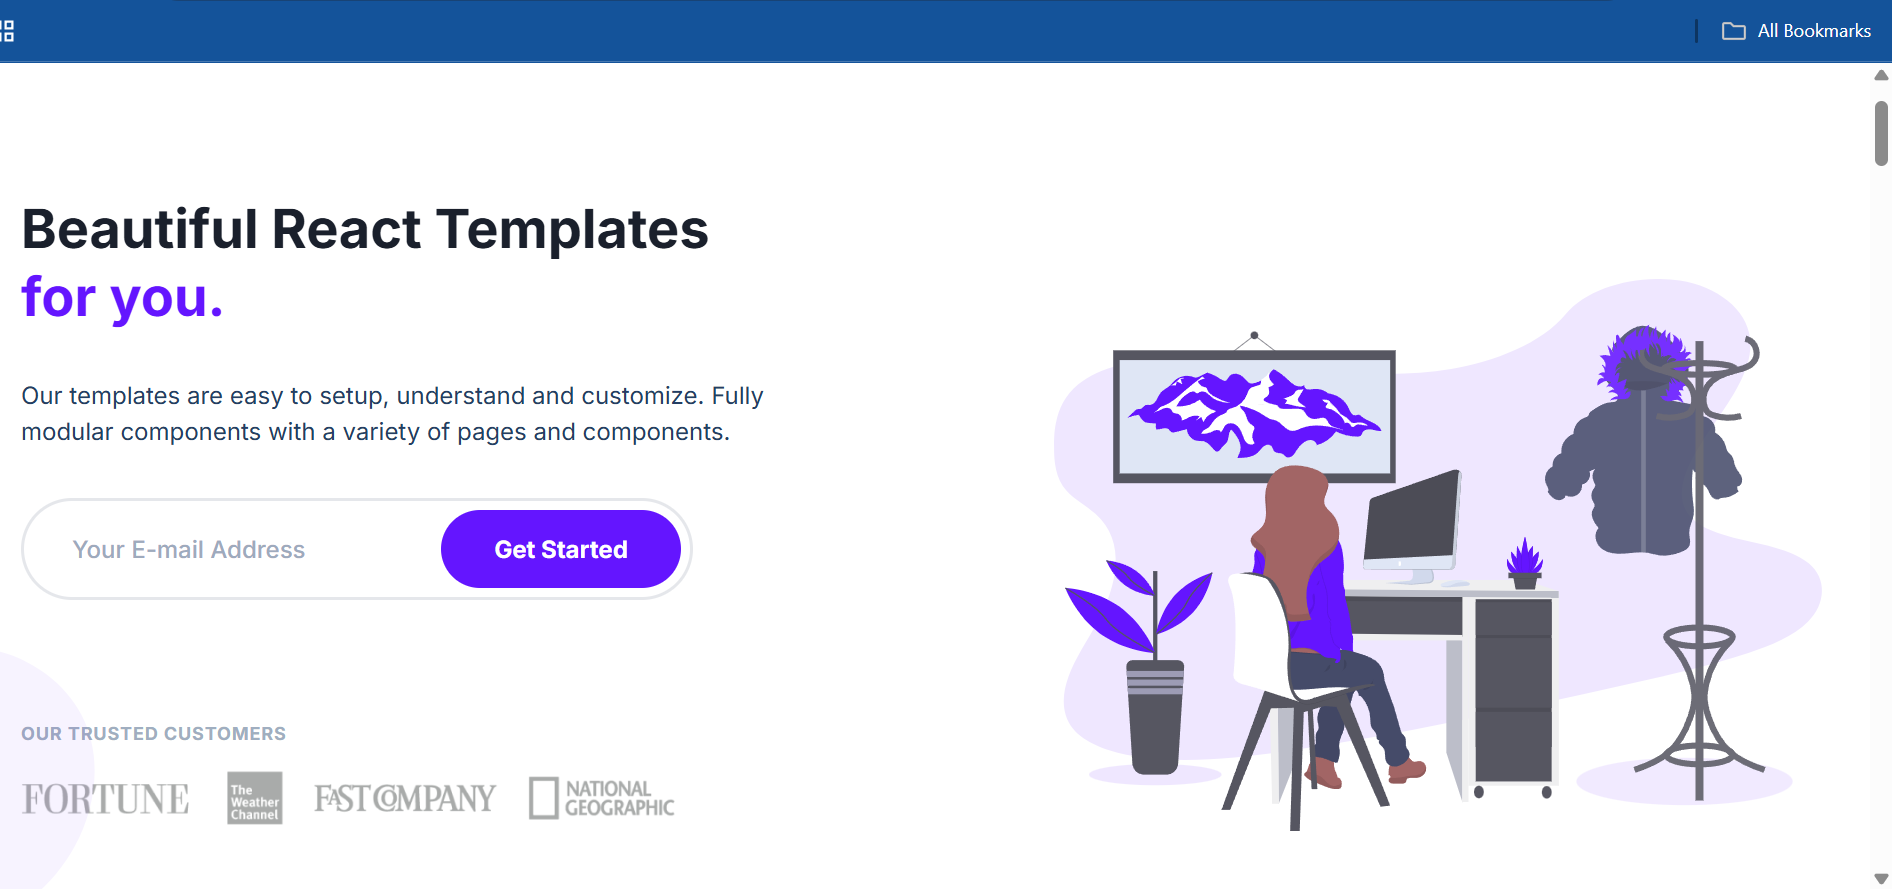 All Bookmarks
Beautiful React Templates
for you.
Our templates are easy to setup, understand and customize. Fully
modular components with a variety of pages and components.
Your E-mail Address
Get Started
OUR TRUSTED CUSTOMERS
FORTUNE
The
Weather
Channel
FAST COMPANY
NATIONAL
GEOGRAPHIC